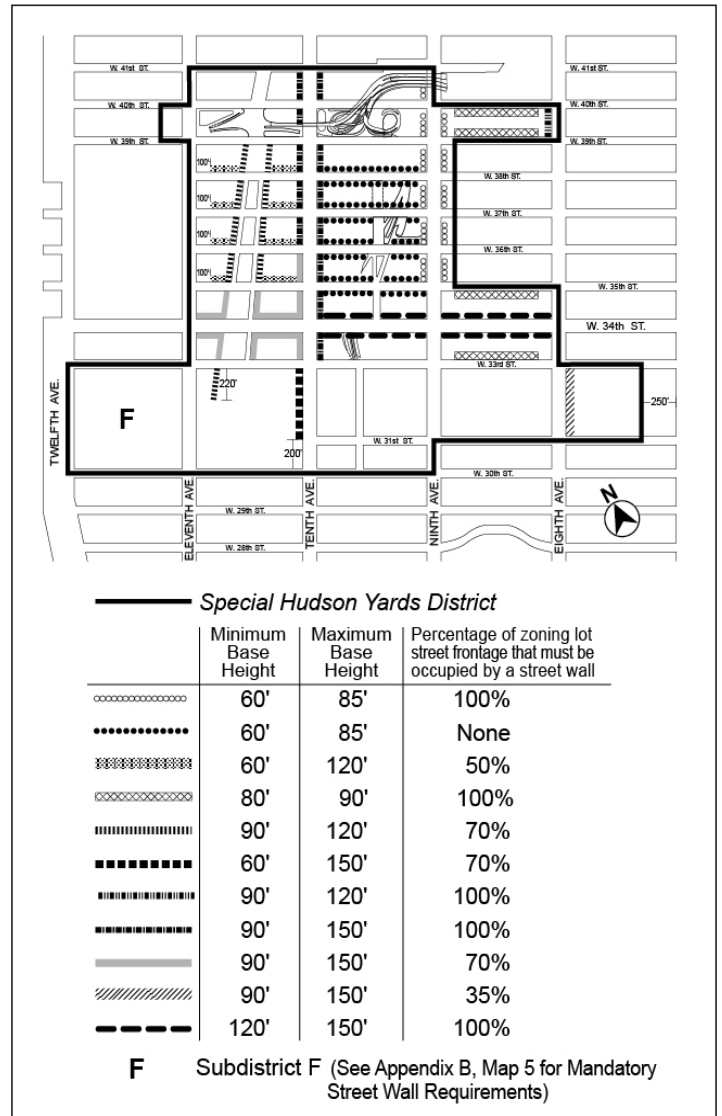 W. 41st ST. W. 41st ST.
W. 40th ST. W. 40th ST.
W. 39th ST. W. 39th ST.
100'
W. 38th ST.
100'
W. 37th ST.
100'
W. 36th ST.
100'
W. 35th ST.
W. 34th ST.
W. 33rd ST.
220'
250'
F
TWELFTH AVE.
W. 31st ST.
200'
W. 30th ST.
ELEVENTH AVE.
TENTH AVE.
NINTH AVE.
EIGHTH AVE.
N
W. 29th ST.
W. 28th ST.
Special Hudson Yards District
Minimum Base Height
Maximum Base Height
Percentage of zoning lot street frontage that must be occupied by a street wall
60' 85' 100%
60' 85' None
60' 120' 50%
80' 90' 100%
90' 120' 70%
60' 150' 70%
90' 120' 100%
90' 150' 100%
90' 150' 70%
90' 150' 35%
120' 150' 100%
F Subdistrict F (See Appendix B, Map 5 for Mandatory
Street Wall Requirements)